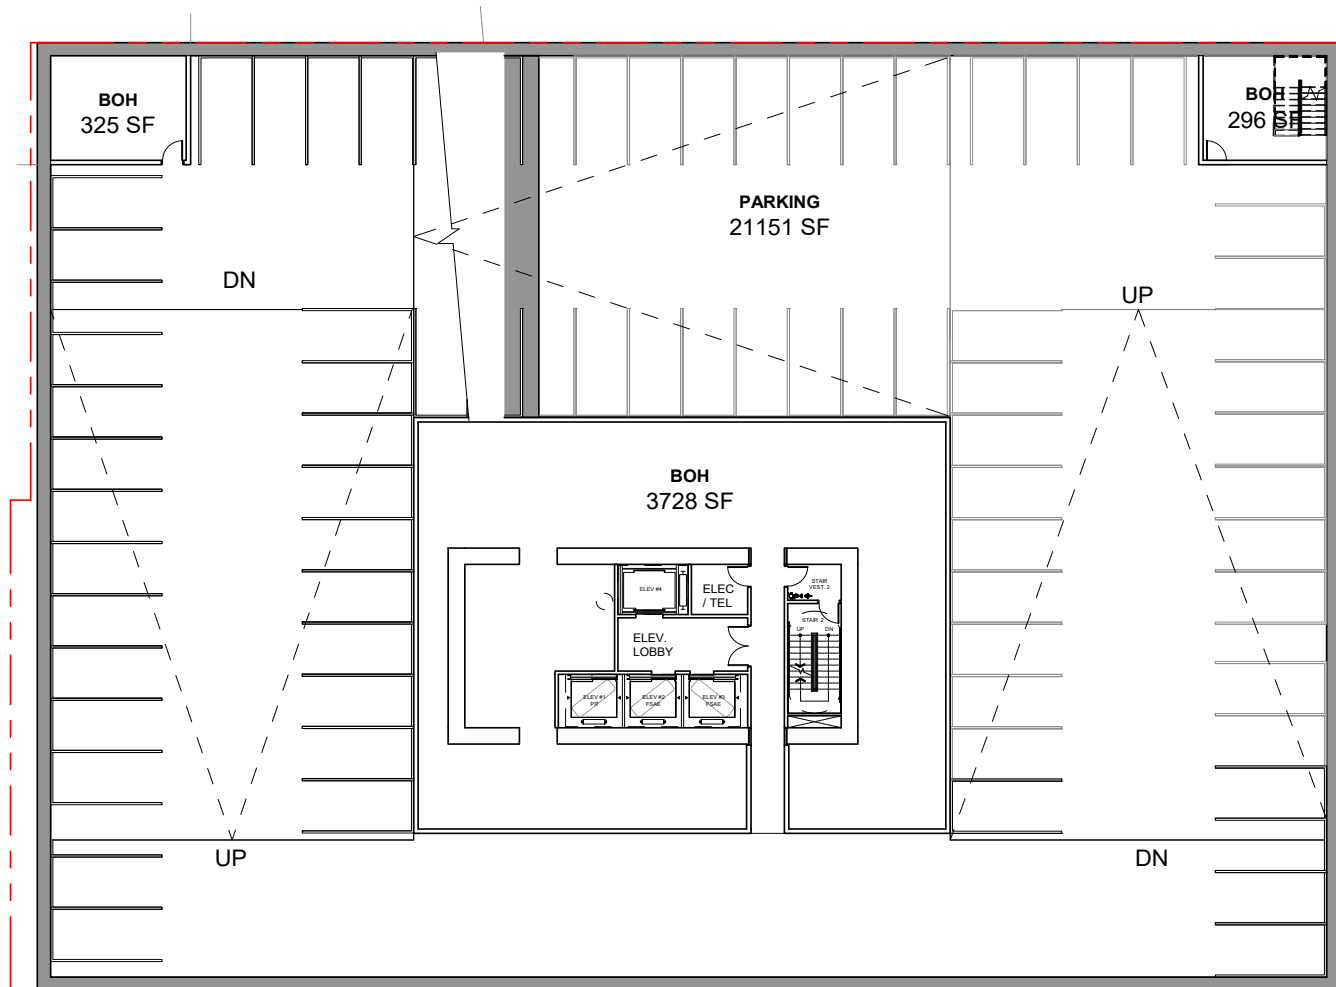 BOH
325 SF
BOH
296 SF
PARKING
21151 SF
DN
UP
BOH
3728 SF
ELEV #4
ELEC
/ TEL
STAIR
VEST. 2
STAIR 2
UP DN
ELEV.
LOBBY
ELEV #1
PR
ELEV #2
FSAE
ELEV #3
FSAE
UP
DN